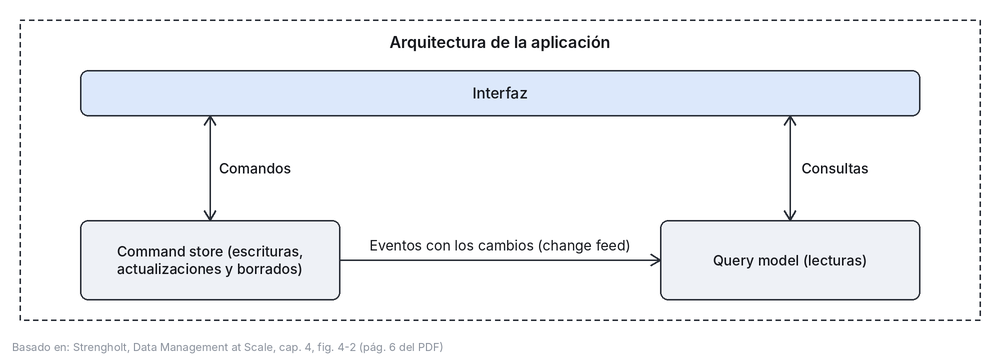 Arquitectura de la aplicación
Interfaz
Comandos
Consultas
Command store (escrituras,
actualizaciones y borrados)
Eventos con los cambios (change feed)
Query model (lecturas)
Basado en: Strengholt, Data Management at Scale, cap. 4, fig. 4-2 (pág. 6 del PDF)